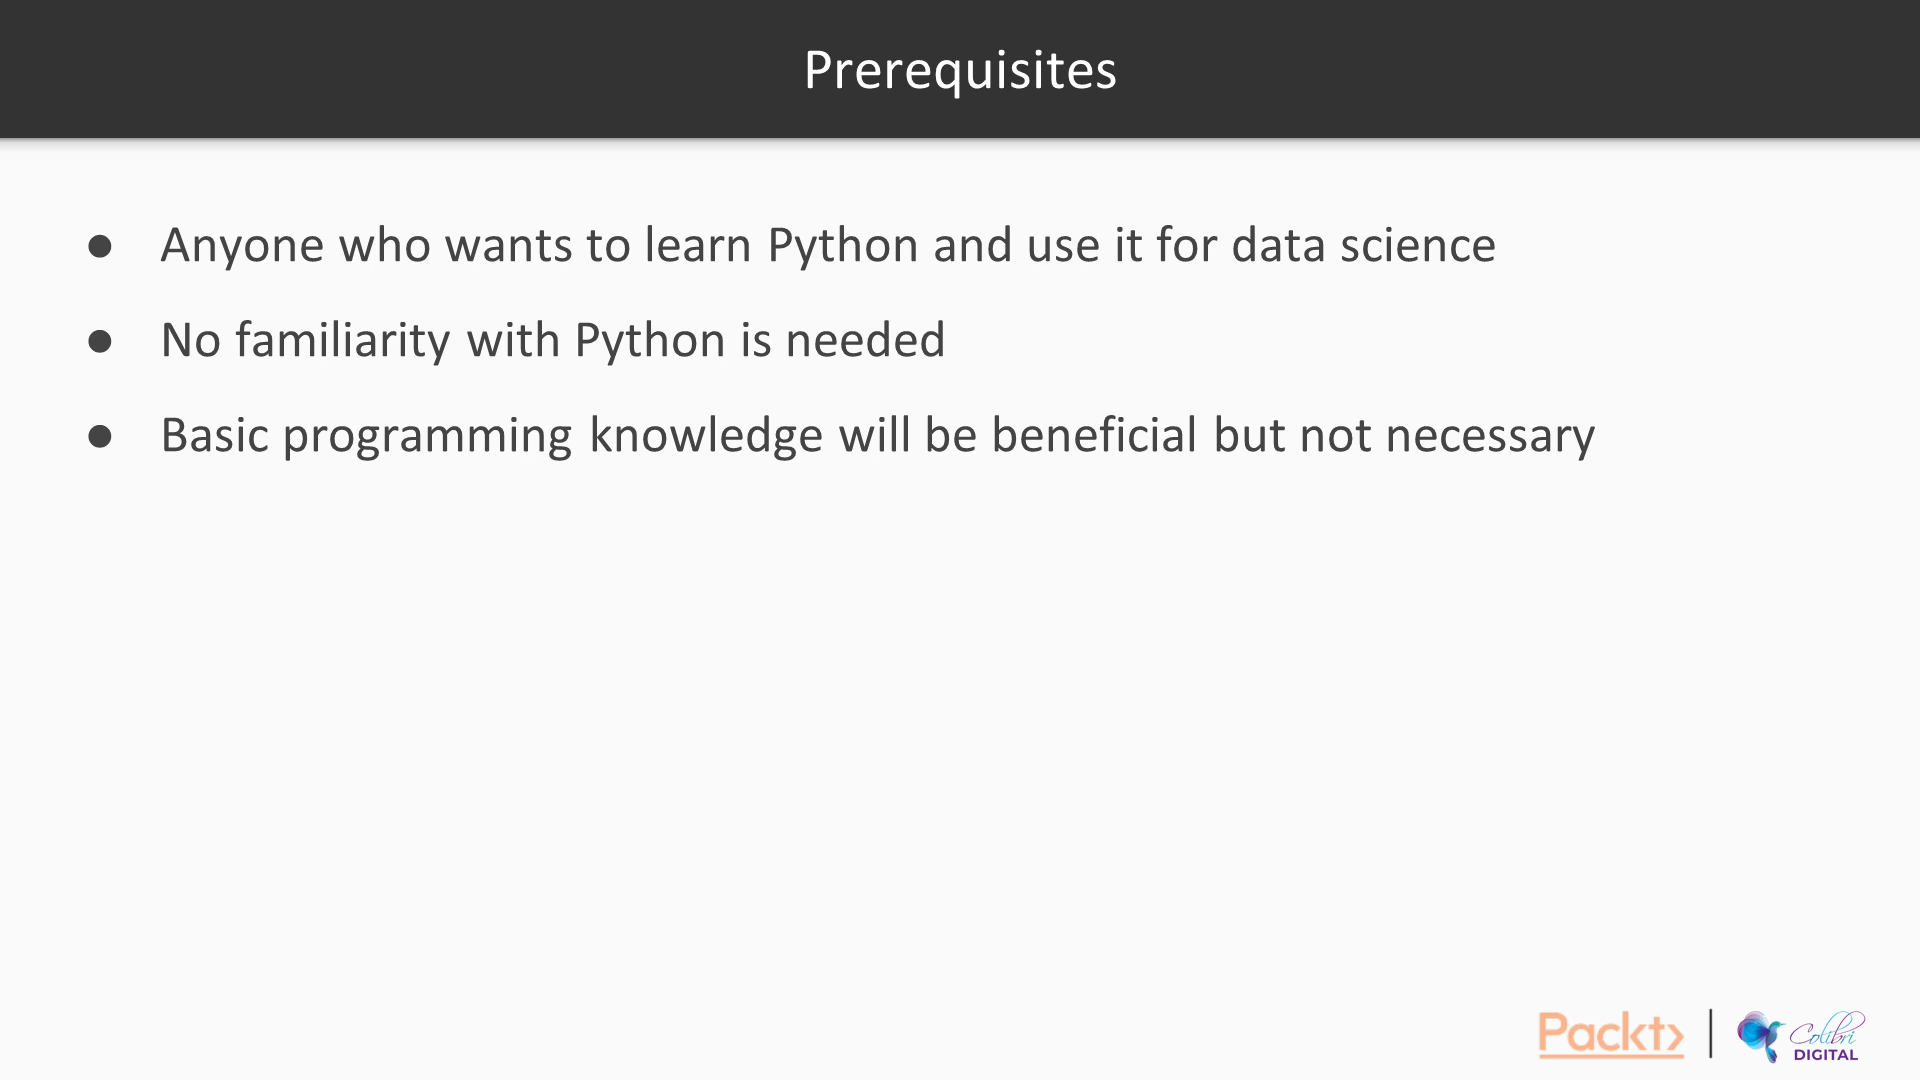 Prerequisites
● Anyone who wants to learn Python and use it for data science
● No familiarity with Python is needed
● Basic programming knowledge will be beneficial but not necessary
Packt> | Colibri
DIGITAL